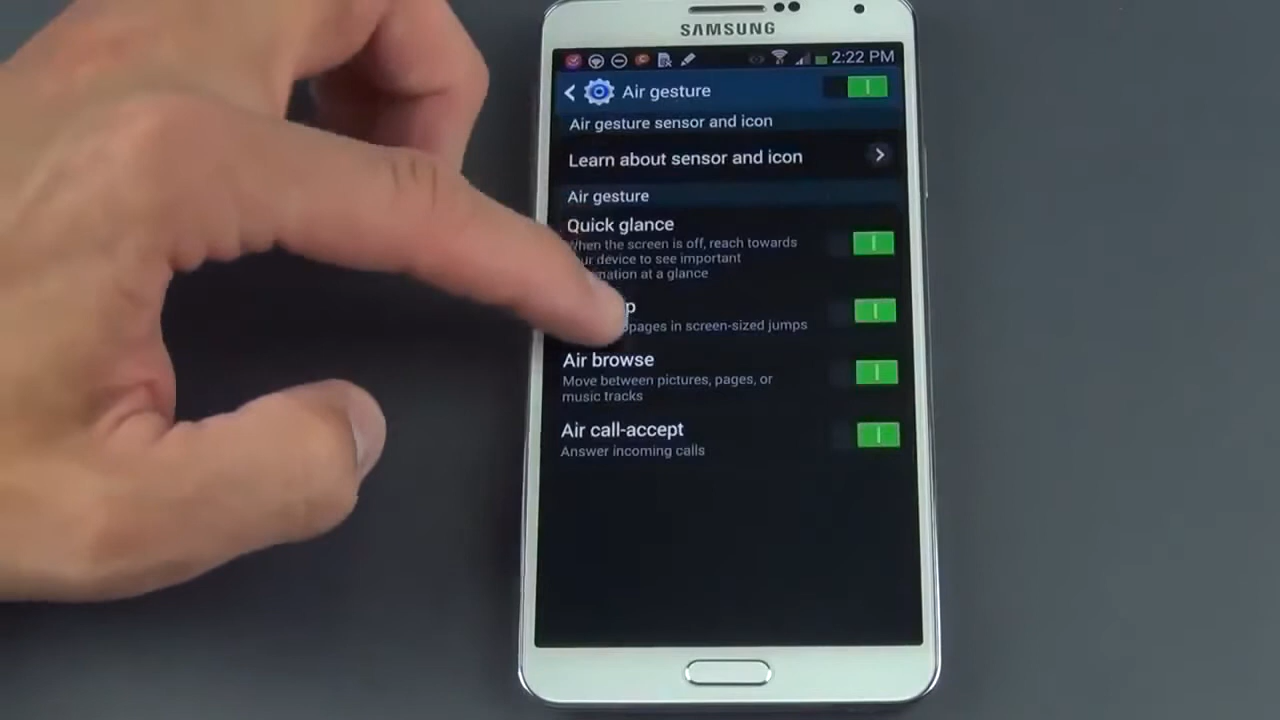 SAMSUNG
2:22 PM
Air gesture
Air gesture sensor and icon
Learn about sensor and icon
Air gesture
Quick glance
When the screen is off, reach towards
device to see important
at a glance
in screen-sized jumps
Air browse
Move between pictures, pages, or
music tracks
Air call-accept
Answer incoming calls